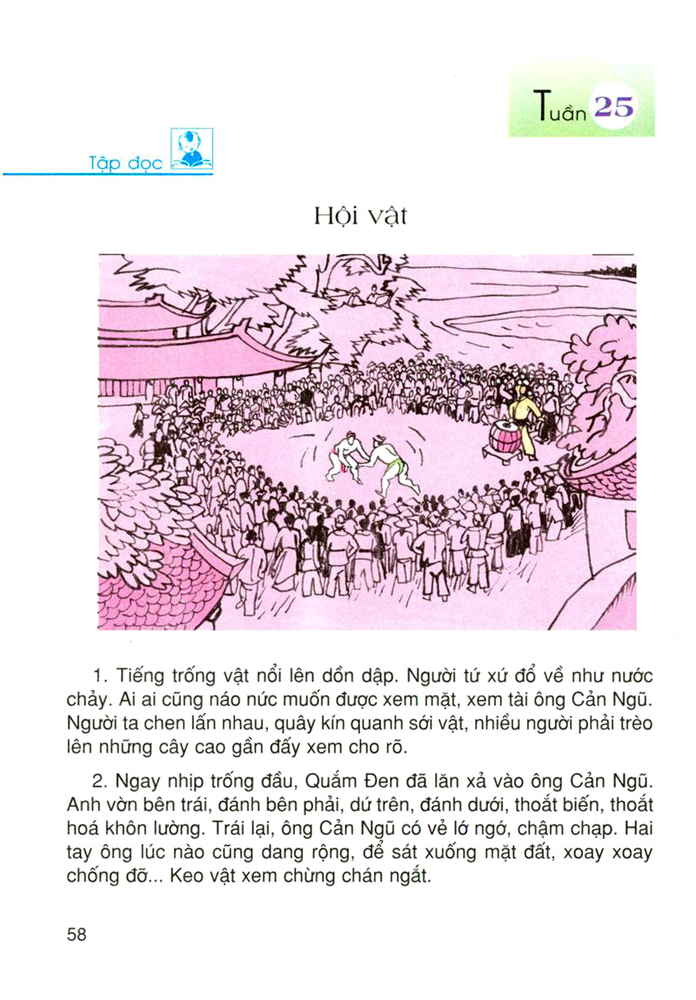 Tuần 25
Tập đọc
Hội vật
1. Tiếng trống vật nổi lên dồn dập. Người tứ xứ đổ về như nước
chảy. Ai ai cũng náo nức muốn được xem mặt, xem tài ông Cản Ngũ.
Người ta chen lấn nhau, quây kín quanh sới vật, nhiều người phải trèo
lên những cây cao gần đấy xem cho rõ.
2. Ngay nhịp trống đầu, Quắm Đen đã lăn xả vào ông Cản Ngũ.
Anh vờn bên trái, đánh bên phải, dứ trên, đánh dưới, thoắt biến, thoắt
hoá khôn lường. Trái lại, ông Cản Ngũ có vẻ lớ ngớ, chậm chạp. Hai
tay ông lúc nào cũng dang rộng, để sát xuống mặt đất, xoay xoay
chống đỡ... Keo vật xem chừng chán ngắt.
58